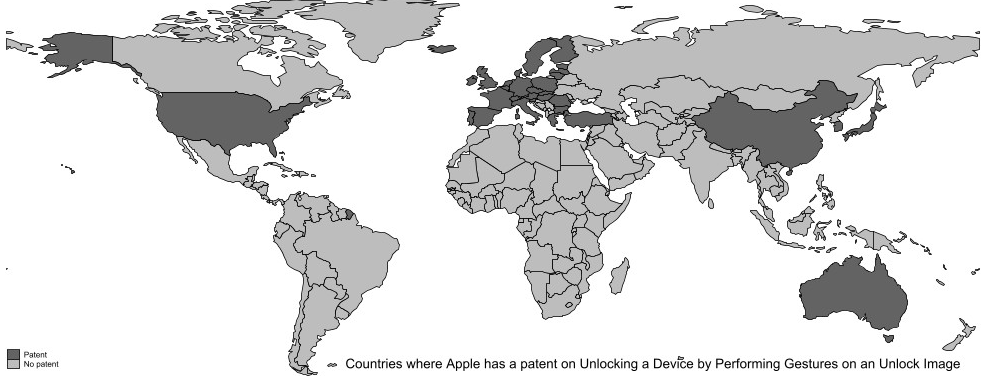 Patent
No patent
Countries where Apple has a patent on Unlocking a Device by Performing Gestures on an Unlock Image